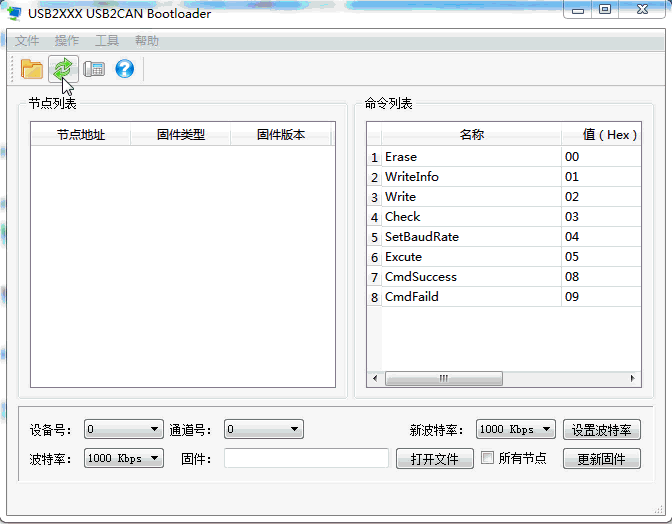 USB2XXX USB2CAN Bootloader
文件 操作 工具 帮助
节点列表
节点地址 固件类型 固件版本
命令列表
名称 值（Hex）
1 Erase 00
2 WriteInfo 01
3 Write 02
4 Check 03
5 SetBaudRate 04
6 Excute 05
7 CmdSuccess 08
8 CmdFaild 09
设备号： 0 通道号： 0 新波特率： 1000 Kbps 设置波特率
波特率： 1000 Kbps 固件： 打开文件 所有节点 更新固件